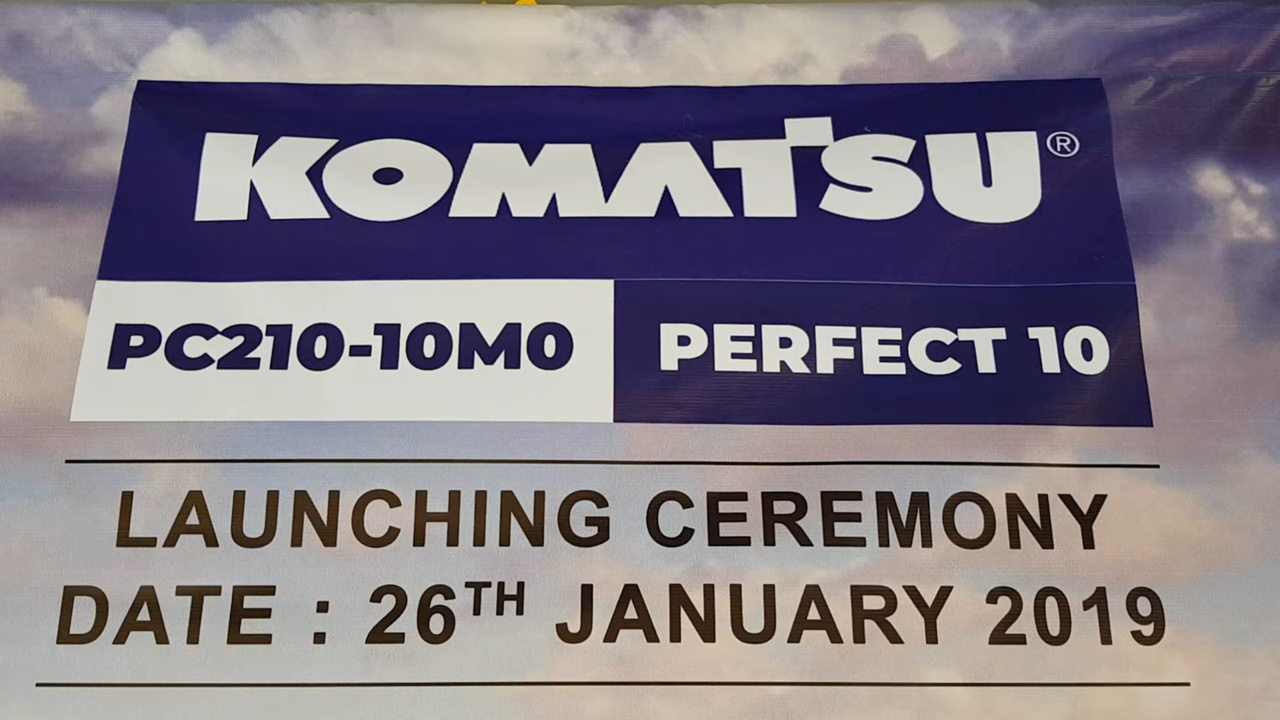 KOMATSU®
PC210-10M0 PERFECT 10
LAUNCHING CEREMONY
DATE : 26TH JANUARY 2019